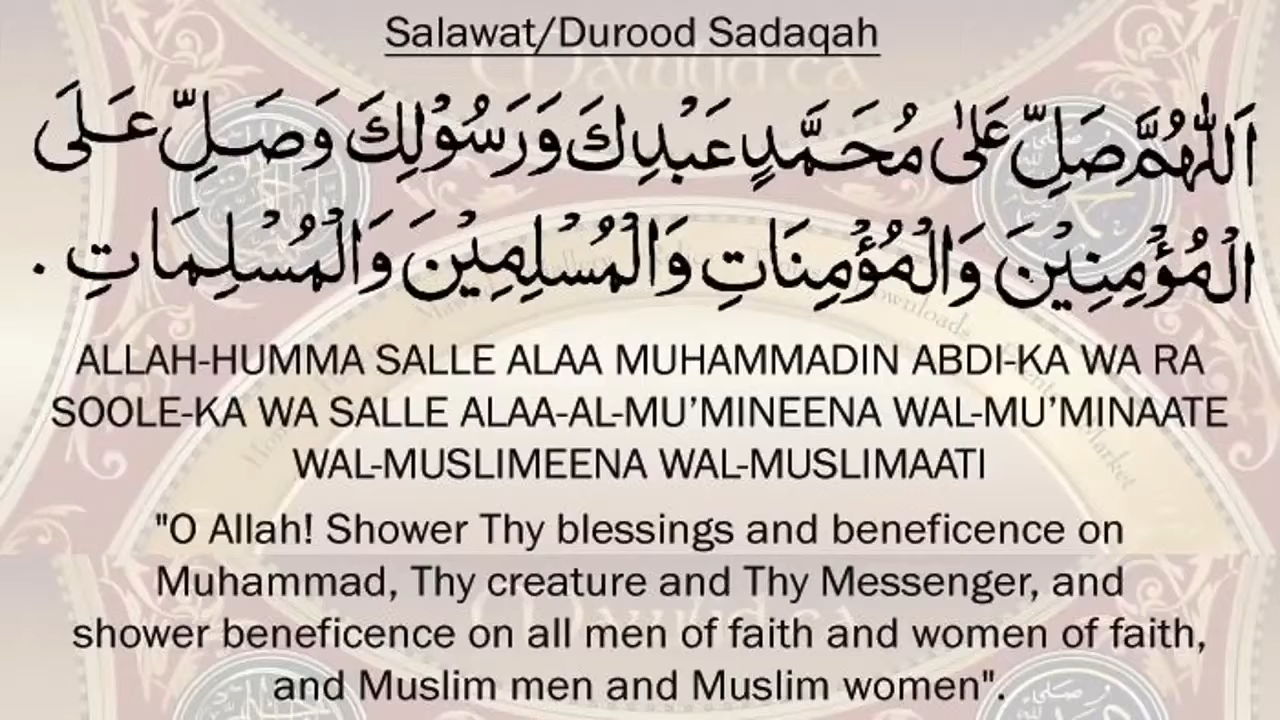 Salawat/Durood Sadaqah
اَللّٰهُمَّ صَلِّ عَلٰى مُحَمَّدٍ عَبْدِكَ وَرَسُوْلِكَ وَصَلِّ عَلَى
الْمُؤْمِنِيْنَ وَالْمُؤْمِنَاتِ وَالْمُسْلِمِيْنَ وَالْمُسْلِمَاتِ .
ALLAH-HUMMA SALLE ALAA MUHAMMADIN ABDI-KA WA RA
SOOLE-KA WA SALLE ALAA-AL-MU’MINEENA WAL-MU’MINAATE
WAL-MUSLIMEENA WAL-MUSLIMAATI
"O Allah! Shower Thy blessings and beneficence on
Muhammad, Thy creature and Thy Messenger, and
shower beneficence on all men of faith and women of faith,
and Muslim men and Muslim women".